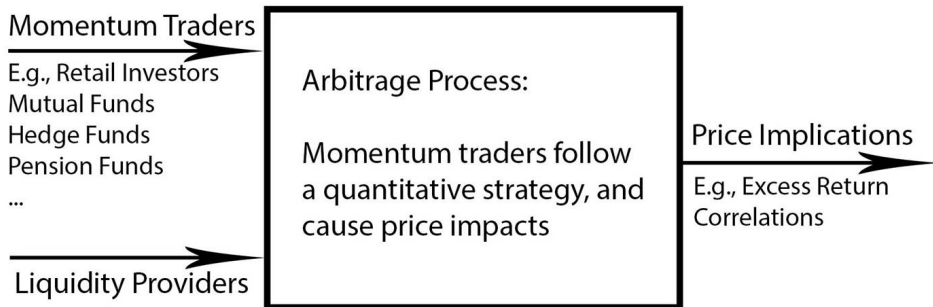 Momentum Traders
E.g., Retail Investors
Mutual Funds
Hedge Funds
Pension Funds
...
Liquidity Providers
Arbitrage Process:
Momentum traders follow
a quantitative strategy, and
cause price impacts
Price Implications
E.g., Excess Return
Correlations